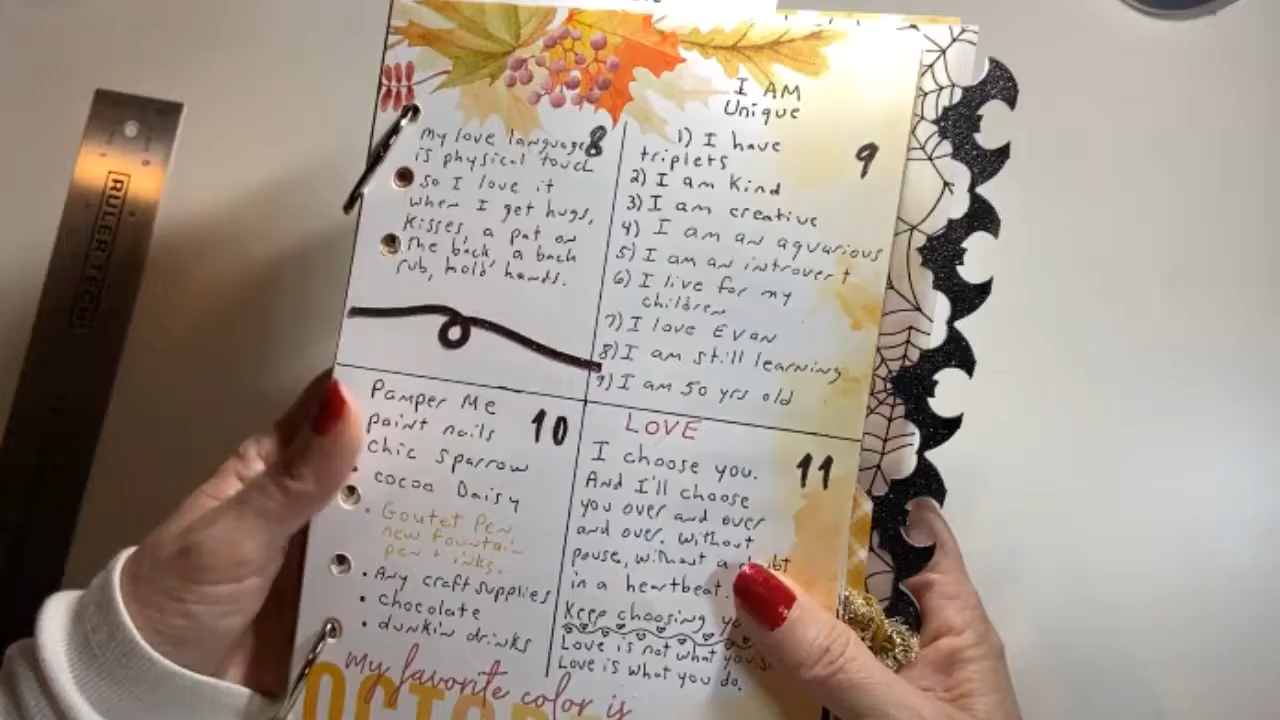 RULER TECH
my love language
is physical touch
8
so I love it
when I get hugs,
kisses, a pat on
the back a back
rub, hold hands.
I AM
Unique
1) I have
triplets
9
2) I am kind
3) I am creative
4) I am an aquarious
5) I am an introvert
6) I live for my
children
7) I love Evan
8) I am still learning
9) I am 50 yrs old
Pamper Me
10
paint nails
Chic Sparrow
• cocoa Daisy
• Goutet Pen
new fountain
pen + inks.
• Any craft supplies
• chocolate
• dunkin drinks
LOVE
11
I choose you.
And I'll choose
you over and over
and over. without
pause, without a doubt
in a heartbeat.
Keep choosing
Love is not what you
Love is what you do.
my favorite color is